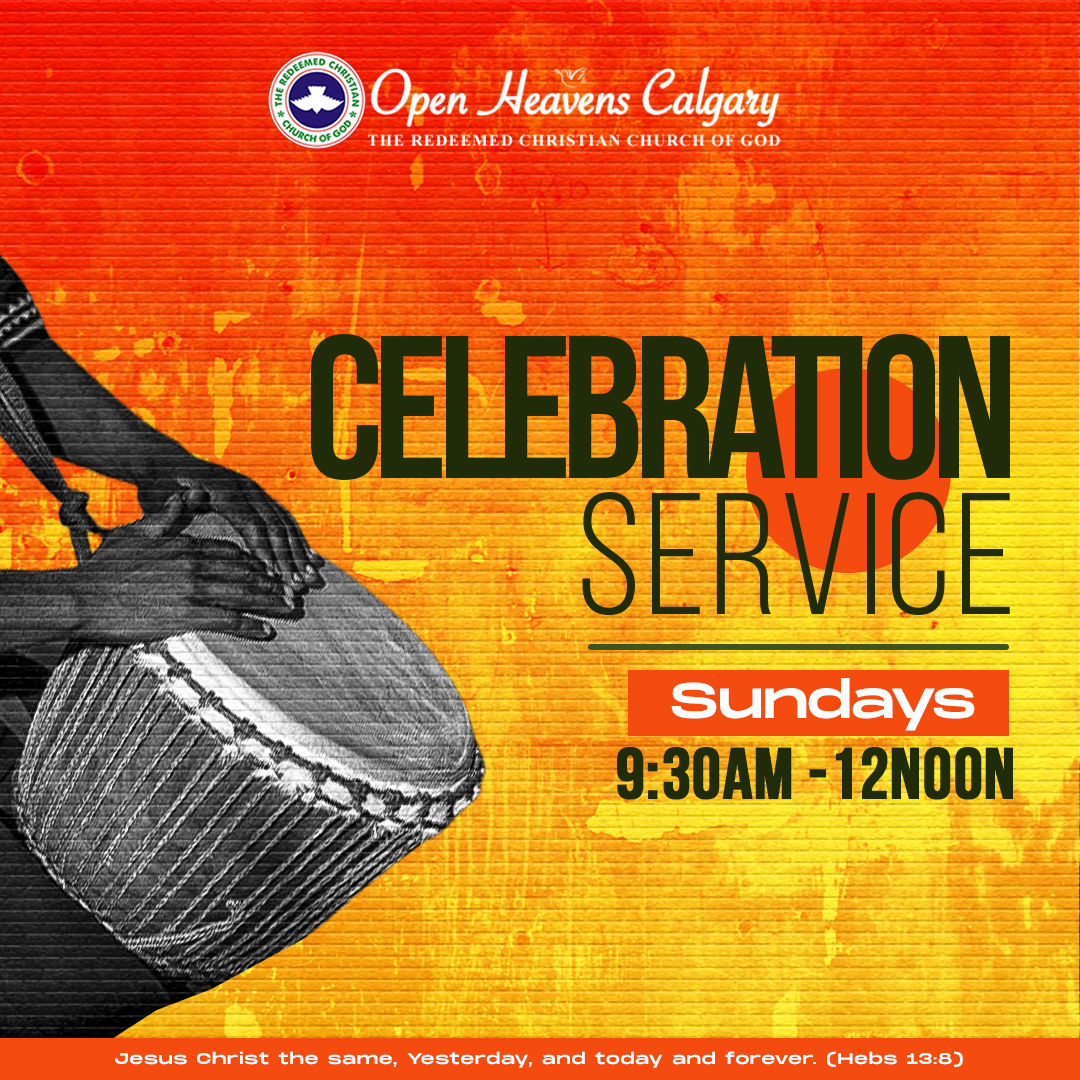 THE REDEEMED CHRISTIAN
CHURCH OF GOD
Open Heavens Calgary
THE REDEEMED CHRISTIAN CHURCH OF GOD
CELEBRATION
SERVICE
Sundays
9:30AM -12NOON
Jesus Christ the same, Yesterday, and today and forever. (Hebs 13:8)